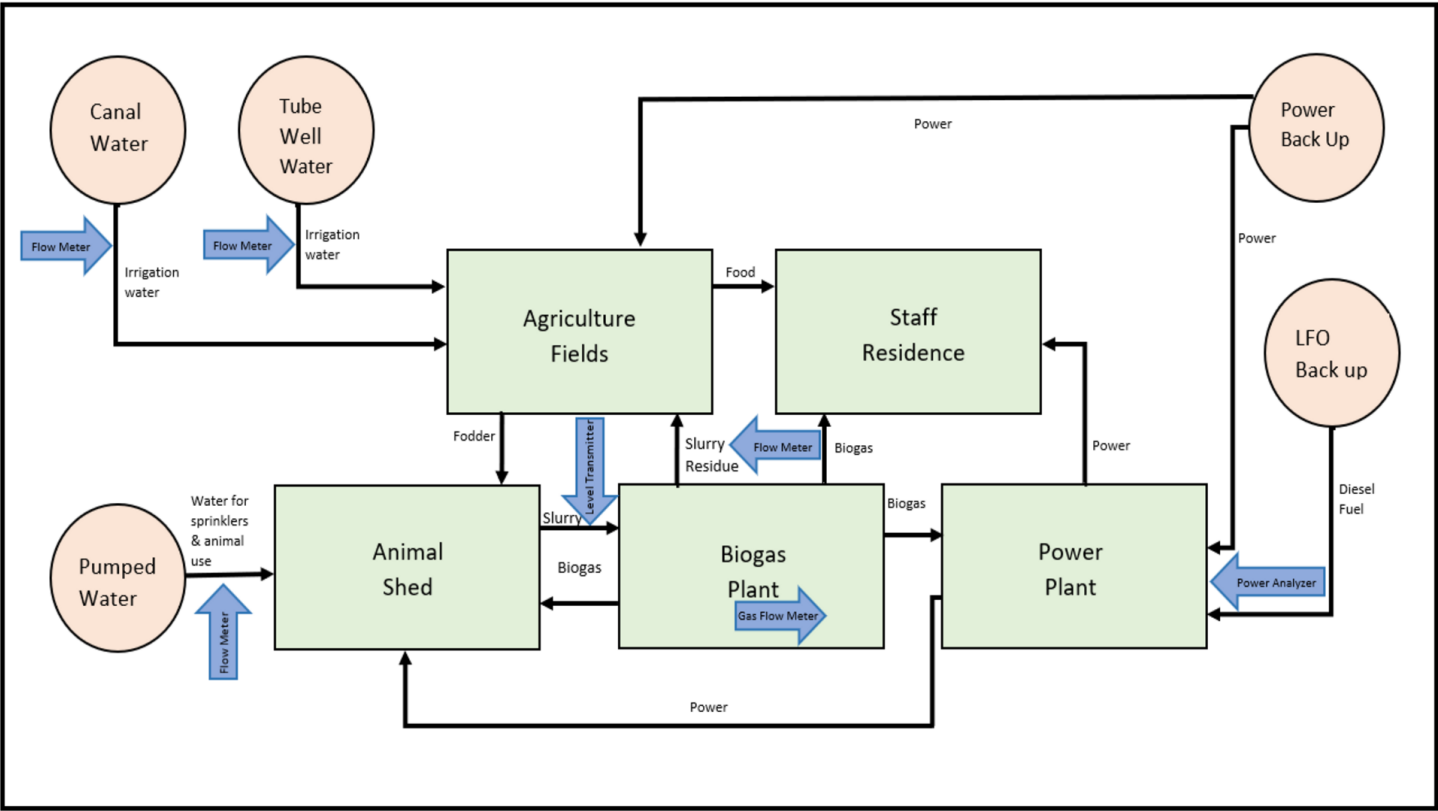 Canal
Water
Tube
Well
Water
Power
Back Up
Power
Flow Meter
Flow Meter
Irrigation
water
Irrigation
water
Power
Food
Agriculture
Fields
Staff
Residence
LFO
Back up
Fodder
Level Transmitter
Slurry
Residue
Flow Meter
Biogas
Power
Water for
sprinklers
& animal
use
Slurry
Biogas
Diesel
Fuel
Pumped
Water
Animal
Shed
Biogas
Biogas
Plant
Gas Flow Meter
Power
Plant
Power Analyzer
Flow Meter
Power